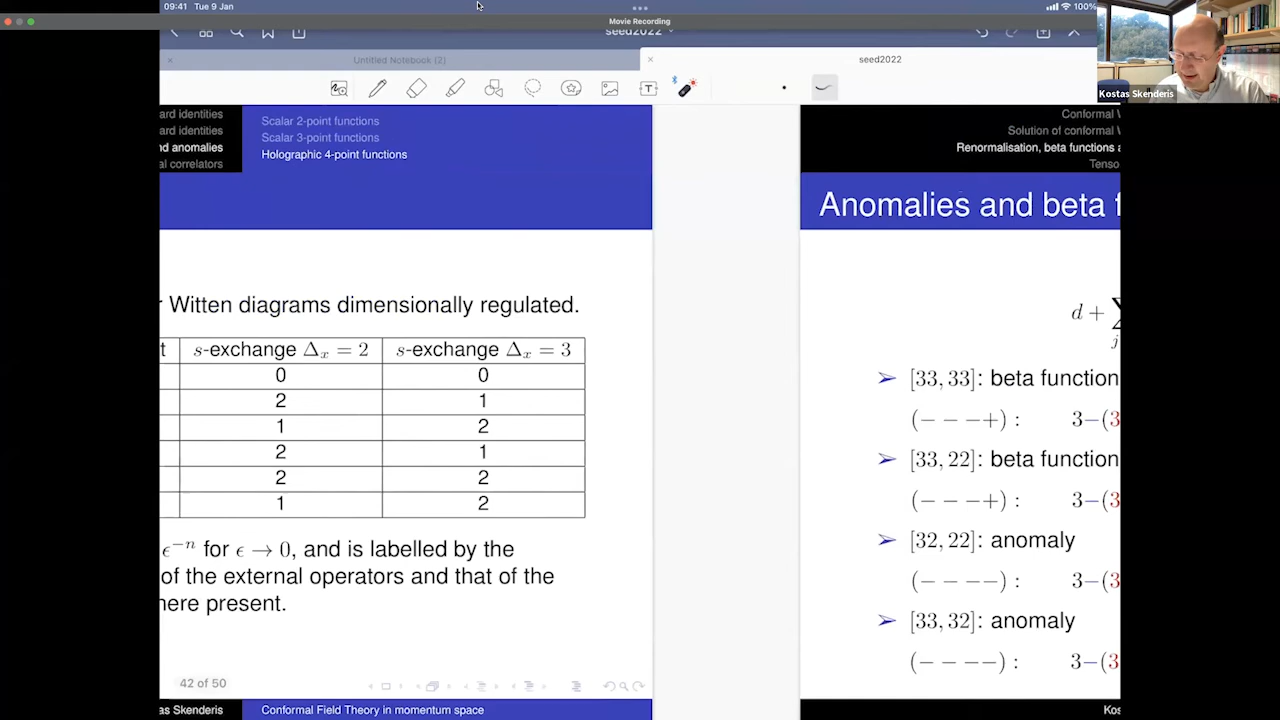 09:41 Tue 9 Jan
100%
Movie Recording
seed2022
Untitled Notebook (2)
seed2022
Kostas Skenderis
ard identities
ard identities
nd anomalies
al correlators
Scalar 2-point functions
Scalar 3-point functions
Holographic 4-point functions
Witten diagrams dimensionally regulated.
t s-exchange Δₓ = 2 s-exchange Δₓ = 3
0 0
2 1
1 2
2 1
2 2
1 2
ϵ⁻ⁿ for ϵ → 0, and is labelled by the
of the external operators and that of the
here present.
42 of 50
as Skenderis
Conformal Field Theory in momentum space
Conformal W
Solution of conformal W
Renormalisation, beta functions a
Tenso
Anomalies and beta f
d + ∑
j
➢ [33, 33]: beta function
(− − −+) : 3−(3
➢ [33, 22]: beta function
(− − −+) : 3−(3
➢ [32, 22]: anomaly
(− − −−) : 3−(3
➢ [33, 32]: anomaly
(− − −−) : 3−(3
Kos